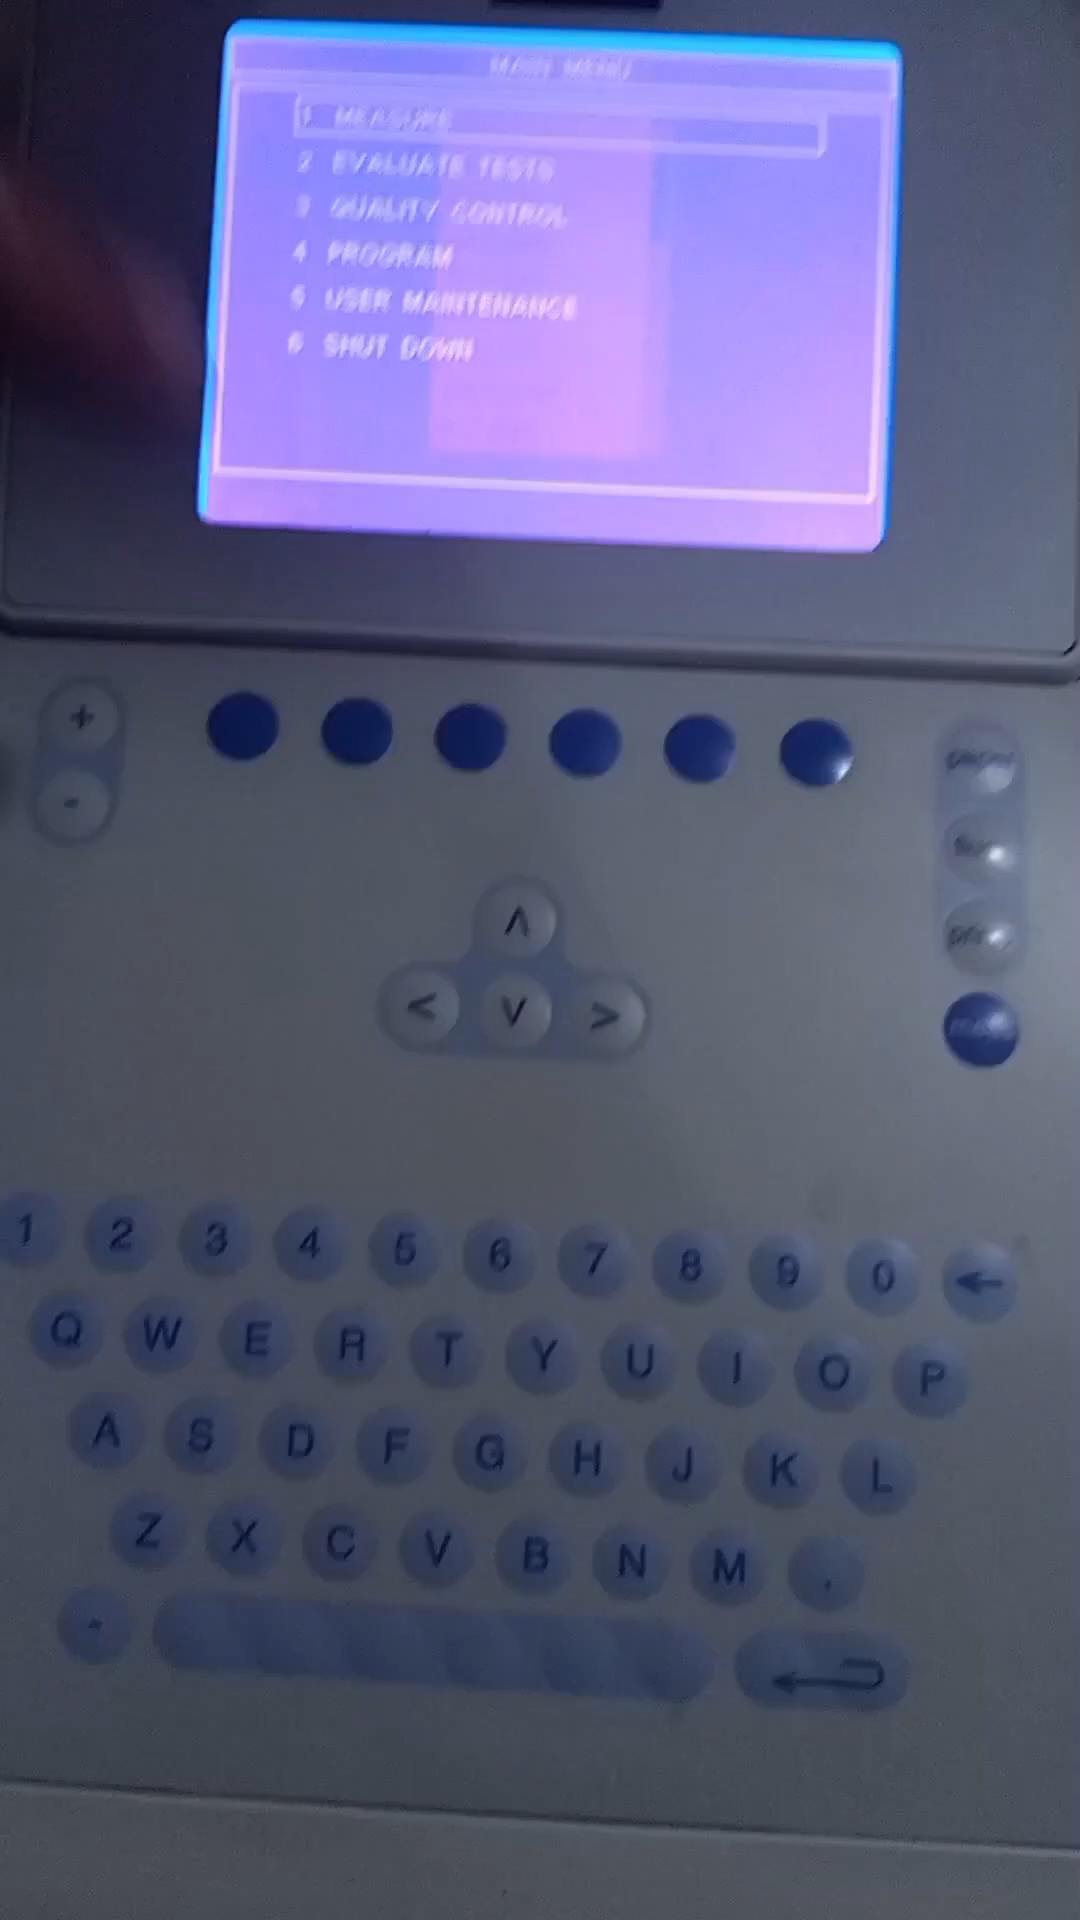 MAIN MENU
1 MEASURE
2 EVALUATE TESTS
3 QUALITY CONTROL
4 PROGRAM
5 USER MAINTENANCE
6 SHUT DOWN
+
-
^
< v >
1 2 3 4 5 6 7 8 9 0 ←
Q W E R T Y U I O P
A S D F G H J K L
Z X C V B N M .
-